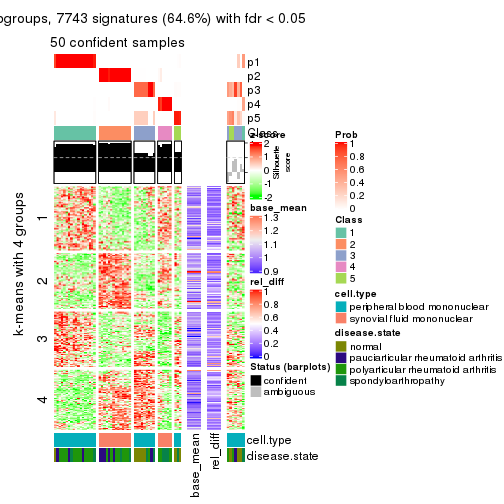 ogroups, 7743 signatures (64.6%) with fdr < 0.05
50 confident samples
p1
p2
p3
p4
p5
Class
z-score
2
1
0
-1
-2
Silhouette
score
Prob
1
0.8
0.6
0.4
0.2
0
base_mean
1.3
1.2
1.1
1
0.9
Class
1
2
3
4
5
rel_diff
1
0.8
0.6
0.4
0.2
0
cell.type
peripheral blood mononuclear
synovial fluid mononuclear
disease.state
normal
pauciarticular rheumatoid arthritis
polyarticular rheumatoid arthritis
spondyloarthropathy
Status (barplots)
confident
ambiguous
k-means with 4 groups
1
2
3
4
cell.type
disease.state
base_mean
rel_diff